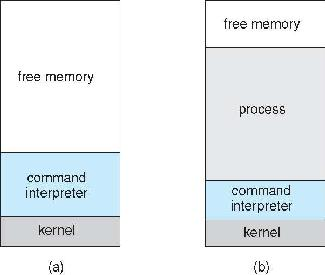 free memory
command
interpreter
kernel
(a)
free memory
process
command
interpreter
kernel
(b)